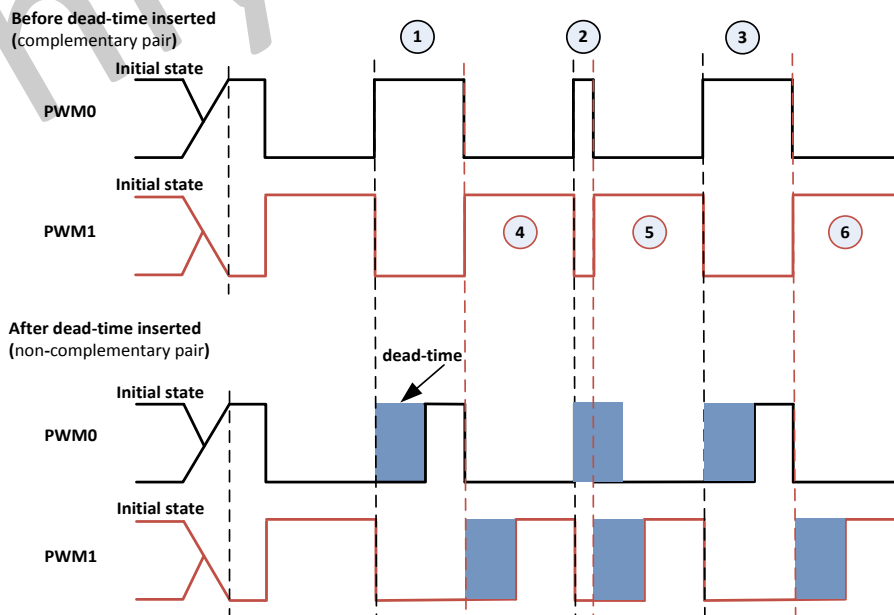 Before dead-time inserted
(complementary pair)
1
2
3
Initial state
PWM0
Initial state
PWM1
4
5
6
After dead-time inserted
(non-complementary pair)
dead-time
Initial state
PWM0
Initial state
PWM1